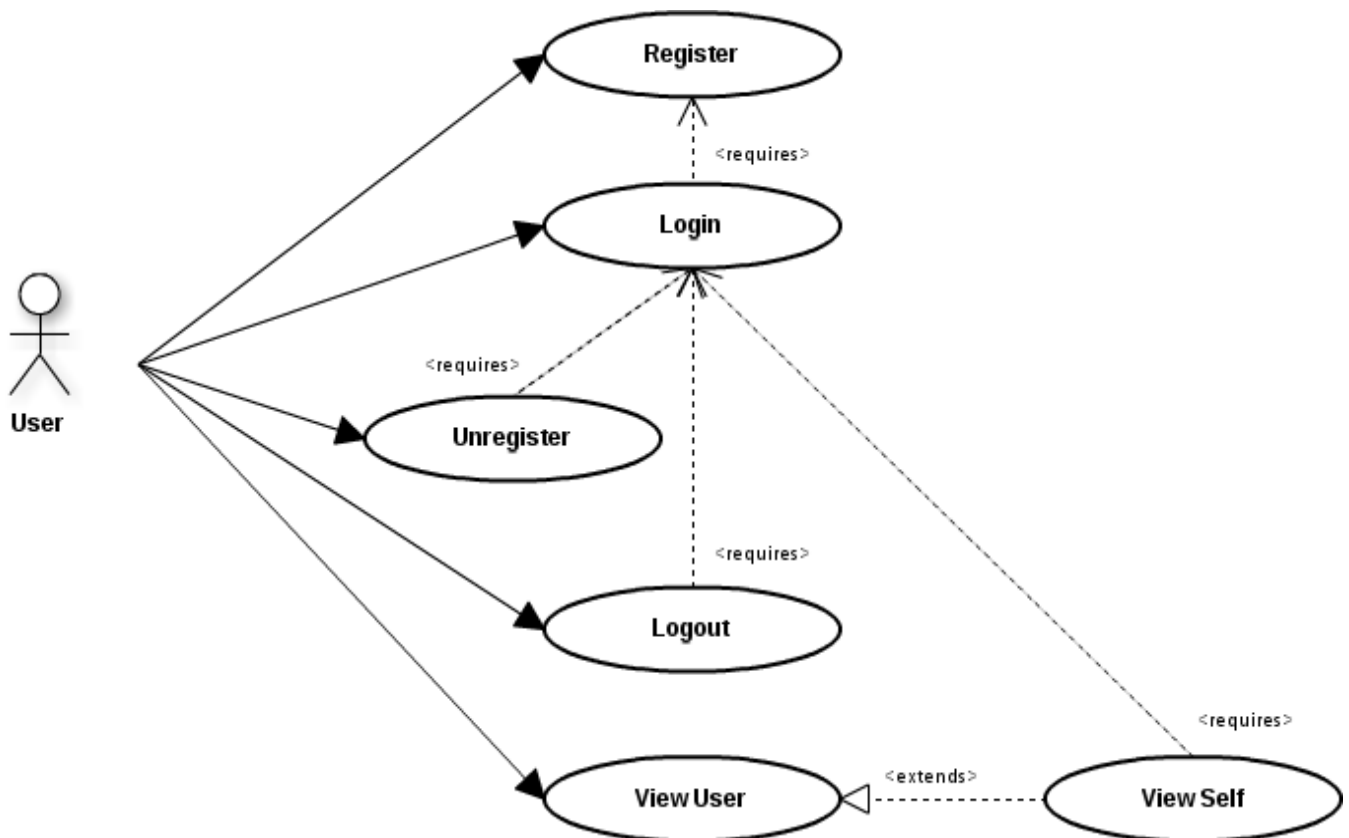 Register
<requires>
Login
<requires>
User
Unregister
<requires>
Logout
<requires>
<extends>
View User
View Self